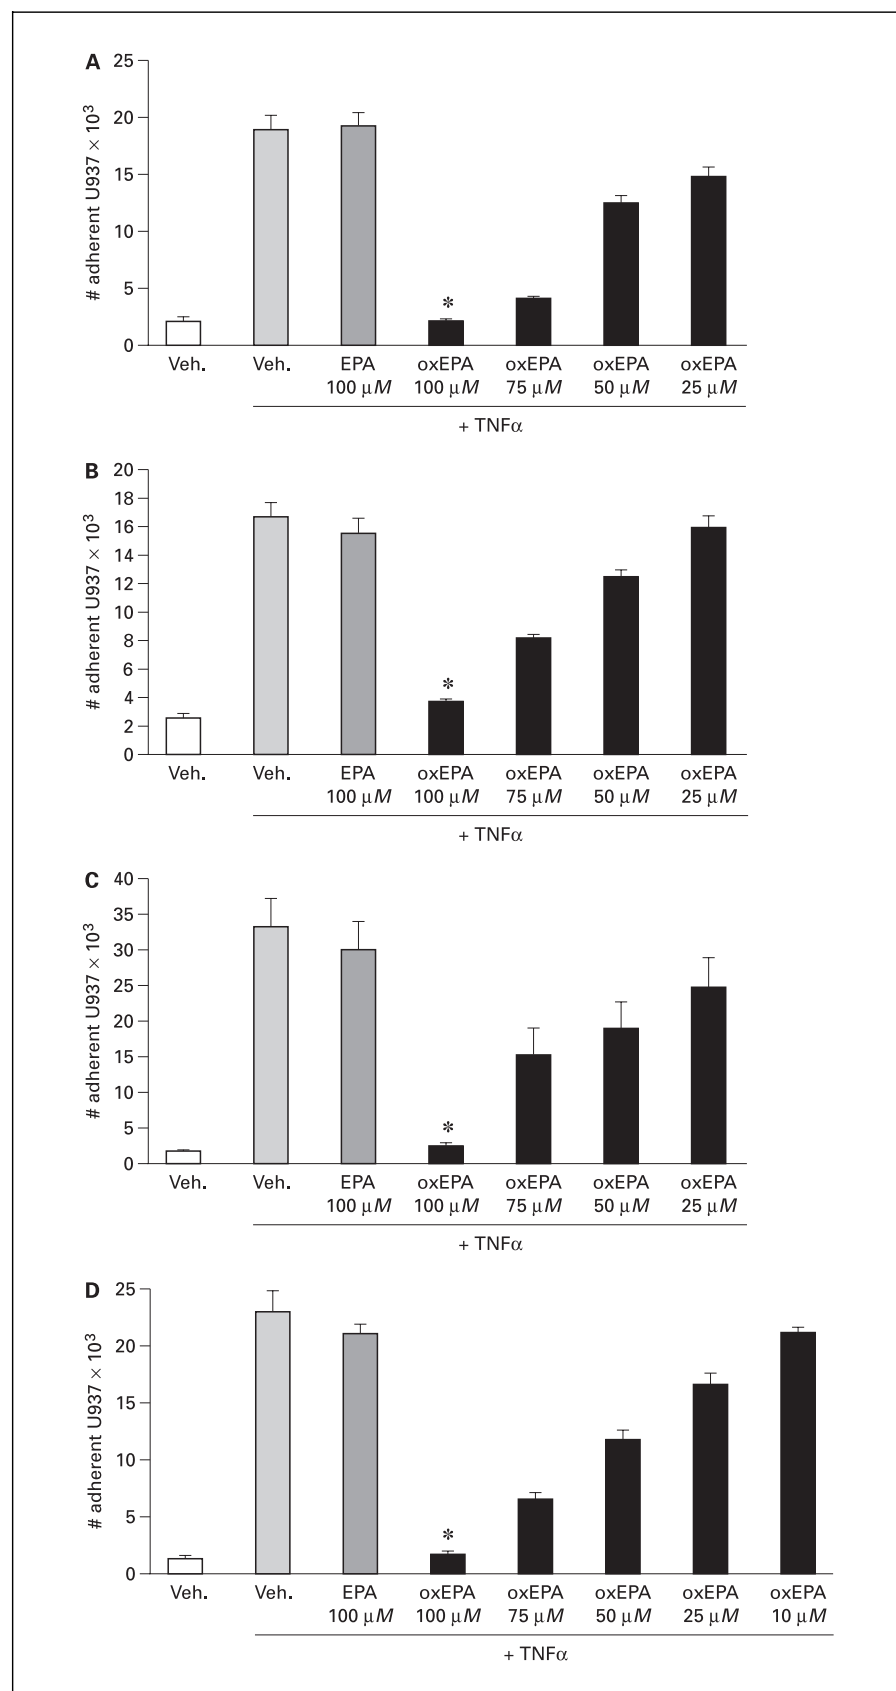 A
# adherent U937 × 10³
25
20
15
10
5
0
*
Veh. Veh. EPA oxEPA oxEPA oxEPA oxEPA
100 μM 100 μM 75 μM 50 μM 25 μM
+ TNFα
B
# adherent U937 × 10³
20
18
16
14
12
10
8
6
4
2
0
*
Veh. Veh. EPA oxEPA oxEPA oxEPA oxEPA
100 μM 100 μM 75 μM 50 μM 25 μM
+ TNFα
C
# adherent U937 × 10³
40
35
30
25
20
15
10
5
0
*
Veh. Veh. EPA oxEPA oxEPA oxEPA oxEPA
100 μM 100 μM 75 μM 50 μM 25 μM
+ TNFα
D
# adherent U937 × 10³
25
20
15
10
5
0
*
Veh. Veh. EPA oxEPA oxEPA oxEPA oxEPA oxEPA
100 μM 100 μM 75 μM 50 μM 25 μM 10 μM
+ TNFα